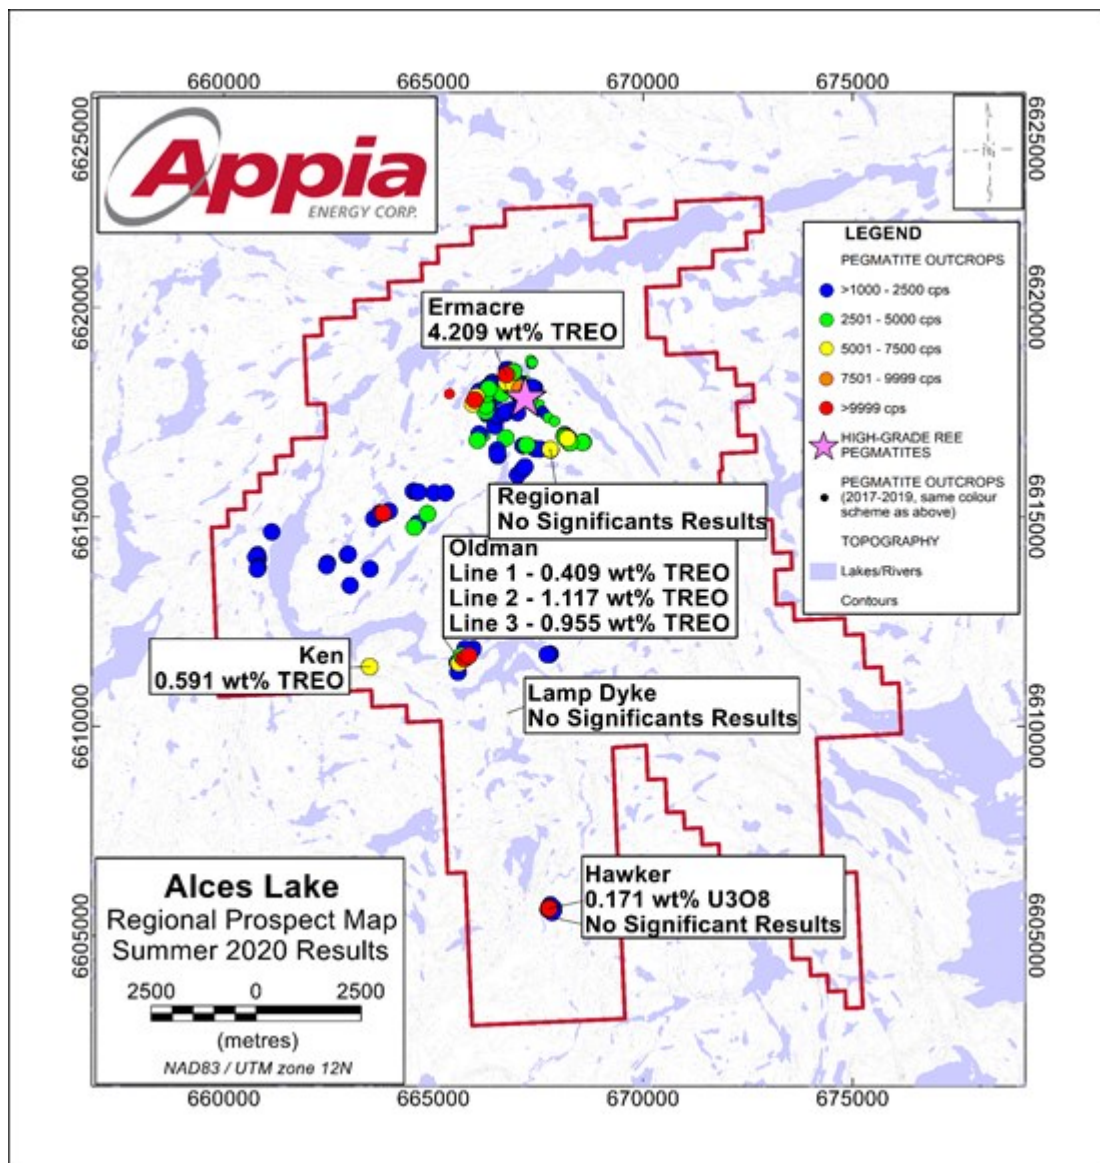 660000 665000 670000 675000
6625000
6620000
6615000
6610000
6605000
6625000
6620000
6615000
6610000
6605000
Appia
ENERGY CORP.
LEGEND
PEGMATITE OUTCROPS
>1000 - 2500 cps
2501 - 5000 cps
5001 - 7500 cps
7501 - 9999 cps
>9999 cps
HIGH-GRADE REE
PEGMATITES
PEGMATITE OUTCROPS
(2017-2019, same colour
scheme as above)
TOPOGRAPHY
Lakes/Rivers
Contours
Ermacre
4.209 wt% TREO
Regional
No Significants Results
Oldman
Line 1 - 0.409 wt% TREO
Line 2 - 1.117 wt% TREO
Line 3 - 0.955 wt% TREO
Ken
0.591 wt% TREO
Lamp Dyke
No Significants Results
Hawker
0.171 wt% U3O8
No Significant Results
Alces Lake
Regional Prospect Map
Summer 2020 Results
2500 0 2500
(metres)
NAD83 / UTM zone 12N
660000 665000 670000 675000